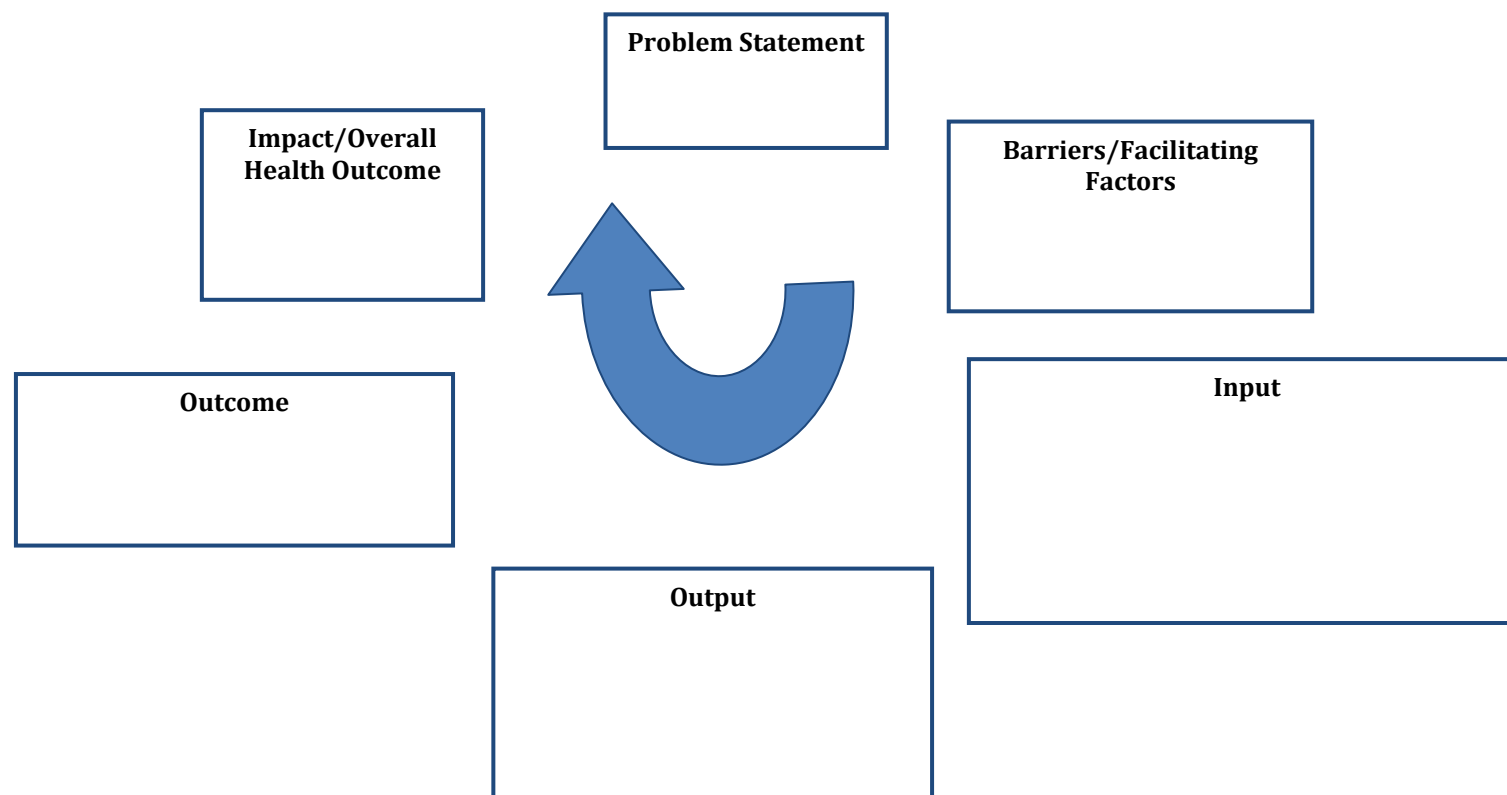 Problem Statement
Impact/Overall
Health Outcome
Barriers/Facilitating
Factors
Outcome
Input
Output